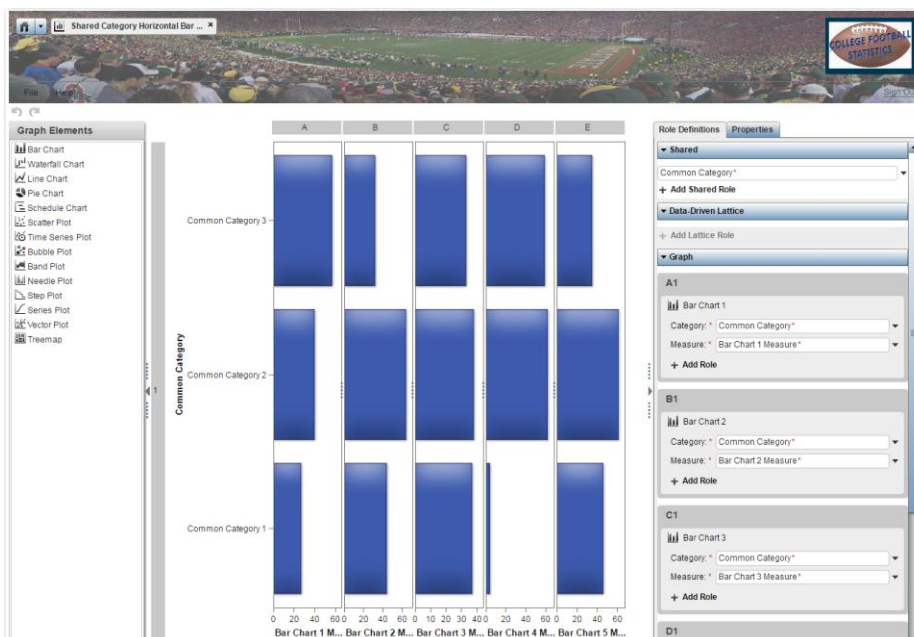 Shared Category Horizontal Bar ... ×
COLLEGE FOOTBALL
STATISTICS
File Help
Graph Elements
Bar Chart
Waterfall Chart
Line Chart
Pie Chart
Schedule Chart
Scatter Plot
Time Series Plot
Bubble Plot
Band Plot
Needle Plot
Step Plot
Series Plot
Vector Plot
Treemap
A B C D E
1
Common Category
Common Category 3
Common Category 2
Common Category 1
0 20 40 60 0 20 40 60 0 10 20 30 40 0 20 40 60 0 20 40 60
Bar Chart 1 M... Bar Chart 2 M... Bar Chart 3 M... Bar Chart 4 M... Bar Chart 5 M...
Role Definitions Properties
Shared
Common Category*
+ Add Shared Role
Data-Driven Lattice
+ Add Lattice Role
Graph
A1
Bar Chart 1
Category: * Common Category*
Measure: * Bar Chart 1 Measure*
+ Add Role
B1
Bar Chart 2
Category: * Common Category*
Measure: * Bar Chart 2 Measure*
+ Add Role
C1
Bar Chart 3
Category: * Common Category*
Measure: * Bar Chart 3 Measure*
+ Add Role
D1